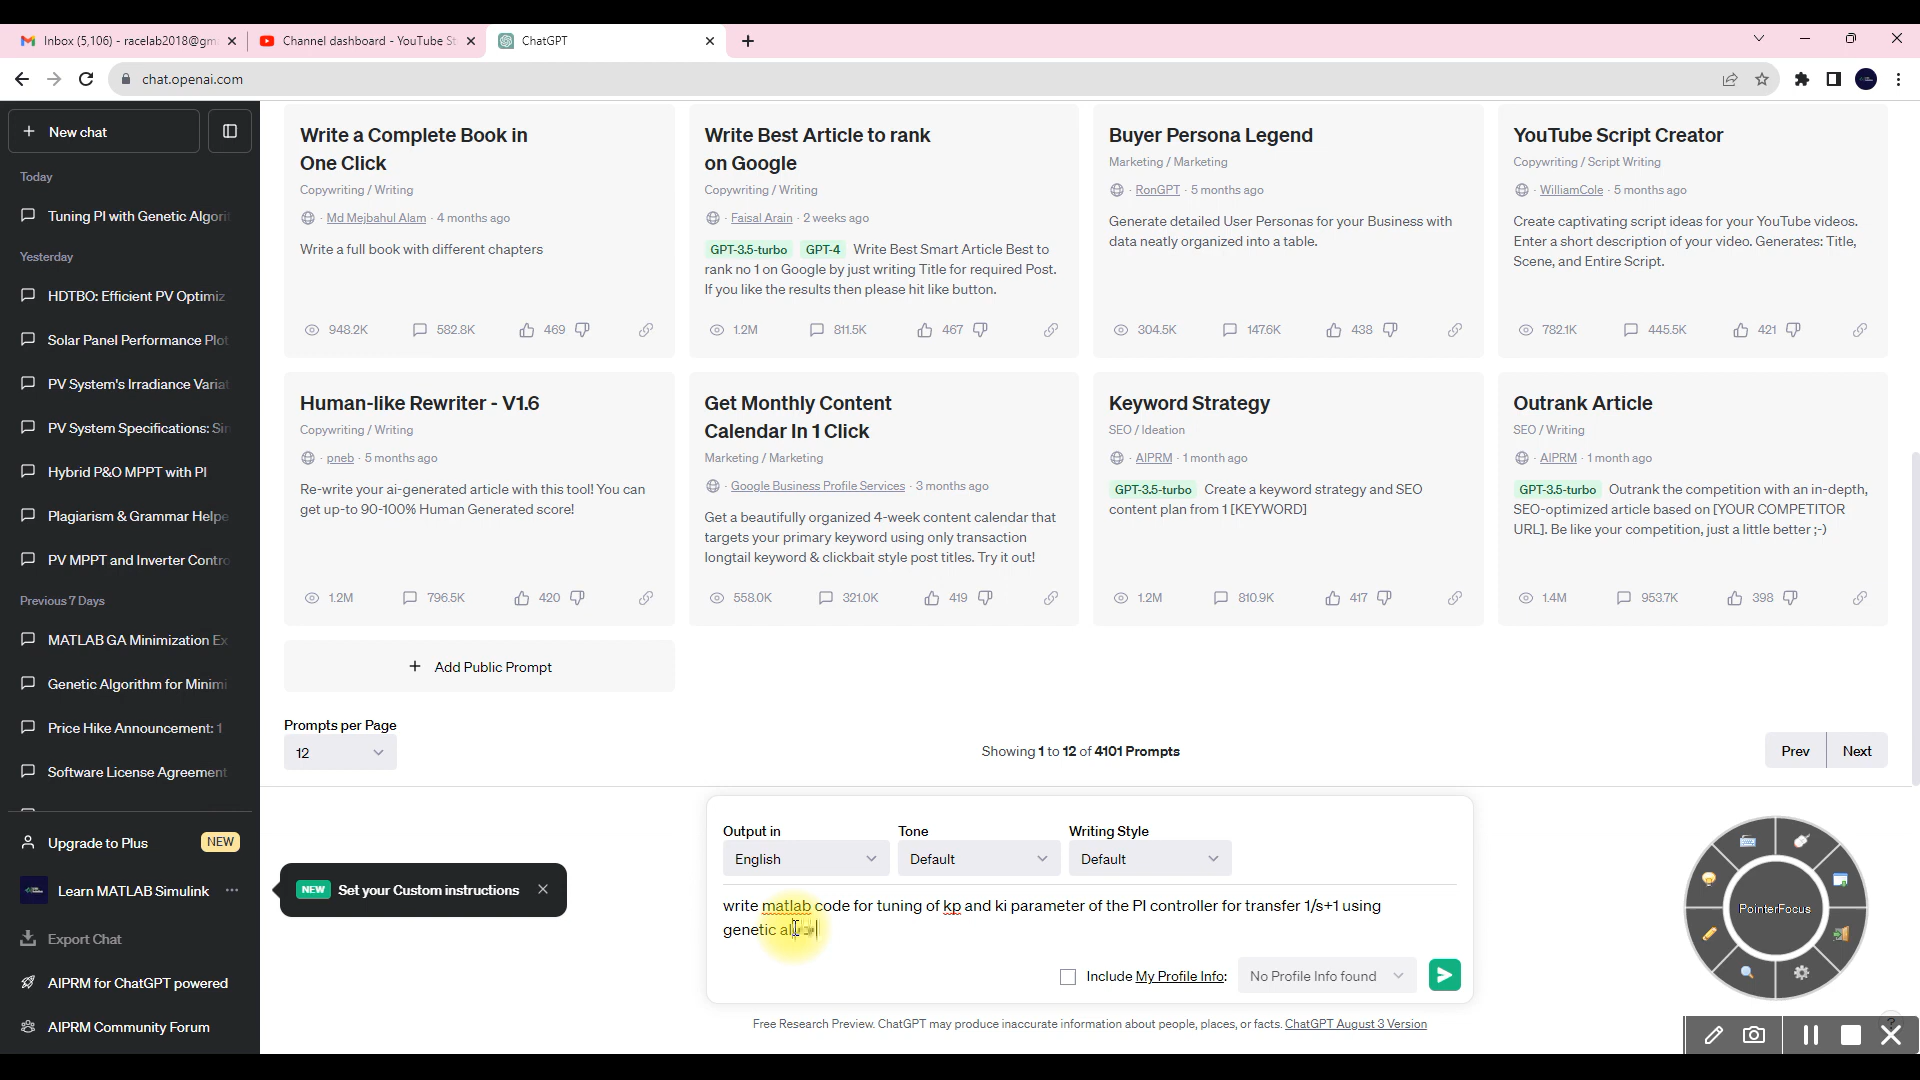 Inbox (5,106) - racelab2018@gm
Channel dashboard - YouTube St
ChatGPT
chat.openai.com
New chat
Today
Tuning PI with Genetic Algorit
Yesterday
HDTBO: Efficient PV Optimiz
Solar Panel Performance Plot
PV System's Irradiance Variat
PV System Specifications: Sim
Hybrid P&O MPPT with PI
Plagiarism & Grammar Helpe
PV MPPT and Inverter Contro
Previous 7 Days
MATLAB GA Minimization Ex
Genetic Algorithm for Minimi
Price Hike Announcement: 1
Software License Agreement
Upgrade to Plus
NEW
Learn MATLAB Simulink
Export Chat
AIPRM for ChatGPT powered
AIPRM Community Forum
Write a Complete Book in
One Click
Copywriting / Writing
· Md Mejbahul Alam · 4 months ago
Write a full book with different chapters
948.2K 582.8K 469
Write Best Article to rank
on Google
Copywriting / Writing
· Faisal Arain · 2 weeks ago
GPT-3.5-turbo GPT-4 Write Best Smart Article Best to
rank no 1 on Google by just writing Title for required Post.
If you like the results then please hit like button.
1.2M 811.5K 467
Buyer Persona Legend
Marketing / Marketing
· RonGPT · 5 months ago
Generate detailed User Personas for your Business with
data neatly organized into a table.
304.5K 147.6K 438
YouTube Script Creator
Copywriting / Script Writing
· WilliamCole · 5 months ago
Create captivating script ideas for your YouTube videos.
Enter a short description of your video. Generates: Title,
Scene, and Entire Script.
782.1K 445.5K 421
Human-like Rewriter - V1.6
Copywriting / Writing
· pneb · 5 months ago
Re-write your ai-generated article with this tool! You can
get up-to 90-100% Human Generated score!
1.2M 796.5K 420
Get Monthly Content
Calendar In 1 Click
Marketing / Marketing
· Google Business Profile Services · 3 months ago
Get a beautifully organized 4-week content calendar that
targets your primary keyword using only transaction
longtail keyword & clickbait style post titles. Try it out!
558.0K 321.0K 419
Keyword Strategy
SEO / Ideation
· AIPRM · 1 month ago
GPT-3.5-turbo Create a keyword strategy and SEO
content plan from 1 [KEYWORD]
1.2M 810.9K 417
Outrank Article
SEO / Writing
· AIPRM · 1 month ago
GPT-3.5-turbo Outrank the competition with an in-depth,
SEO-optimized article based on [YOUR COMPETITOR
URL]. Be like your competition, just a little better ;-)
1.4M 953.7K 398
+ Add Public Prompt
Prompts per Page
12
Showing 1 to 12 of 4101 Prompts
Prev Next
NEW Set your Custom instructions
Output in Tone Writing Style
English Default Default
write matlab code for tuning of kp and ki parameter of the PI controller for transfer 1/s+1 using
genetic
Include My Profile Info: No Profile Info found
Free Research Preview. ChatGPT may produce inaccurate information about people, places, or facts. ChatGPT August 3 Version
PointerFocus